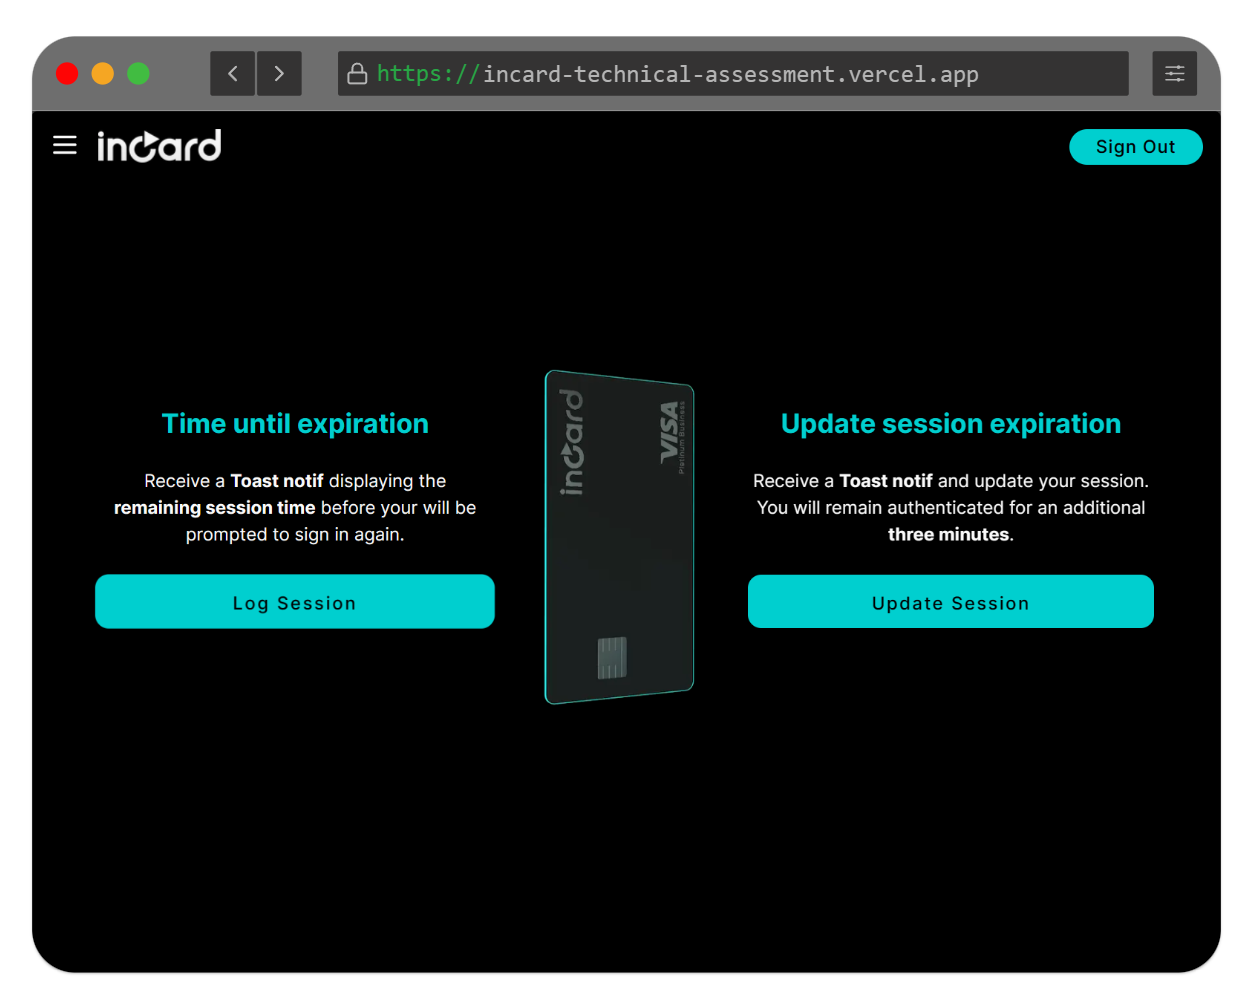 https://incard-technical-assessment.vercel.app
incard
Sign Out
Time until expiration
Receive a Toast notif displaying the
remaining session time before your will be
prompted to sign in again.
Log Session
incard
VISA
Platinum Business
Update session expiration
Receive a Toast notif and update your session.
You will remain authenticated for an additional
three minutes.
Update Session